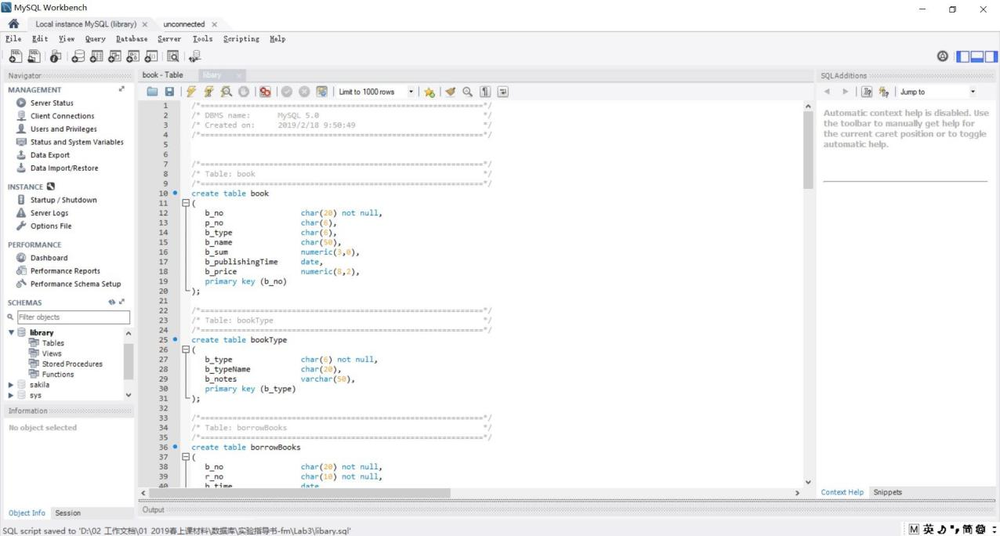 MySQL Workbench
Local instance MySQL (library) × unconnected ×
File Edit View Query Database Server Tools Scripting Help
Navigator
MANAGEMENT
Server Status
Client Connections
Users and Privileges
Status and System Variables
Data Export
Data Import/Restore
INSTANCE
Startup / Shutdown
Server Logs
Options File
PERFORMANCE
Dashboard
Performance Reports
Performance Schema Setup
SCHEMAS
Filter objects
library
Tables
Views
Stored Procedures
Functions
sakila
sys
Information
No object selected
Object Info Session
book - Table libary ×
Limit to 1000 rows
1 /*==============================================================*/
2 /* DBMS name:      MySQL 5.0                                    */
3 /* Created on:     2019/2/18 9:50:49                            */
4 /*==============================================================*/
5
6
7 /*==============================================================*/
8 /* Table: book                                                  */
9 /*==============================================================*/
10 create table book
11 (
12    b_no                 char(20) not null,
13    p_no                 char(6),
14    b_type               char(6),
15    b_name               char(50),
16    b_sum                numeric(3,0),
17    b_publishingTime     date,
18    b_price              numeric(8,2),
19    primary key (b_no)
20 );
21
22 /*==============================================================*/
23 /* Table: bookType                                              */
24 /*==============================================================*/
25 create table bookType
26 (
27    b_type               char(6) not null,
28    b_typeName           char(20),
29    b_notes              varchar(50),
30    primary key (b_type)
31 );
32
33 /*==============================================================*/
34 /* Table: borrowBooks                                           */
35 /*==============================================================*/
36 create table borrowBooks
37 (
38    b_no                 char(20) not null,
39    r_no                 char(10) not null,
40    b_time               date
Output
SQLAdditions
Jump to
Automatic context help is disabled. Use
the toolbar to manually get help for
the current caret position or to toggle
automatic help.
Context Help Snippets
SQL script saved to 'D:\02_工作文档\01_2019春上课材料\数据库\实验指导书-fm\Lab3\libary.sql'
M 英 简